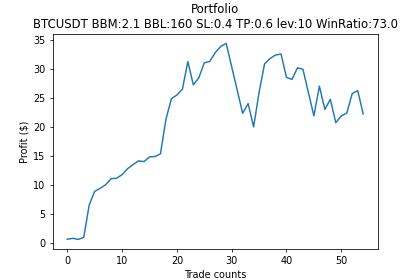 Portfolio
BTCUSDT BBM:2.1 BBL:160 SL:0.4 TP:0.6 lev:10 WinRatio:73.0
35
30
25
20
15
10
5
0
Profit ($)
0 10 20 30 40 50
Trade counts